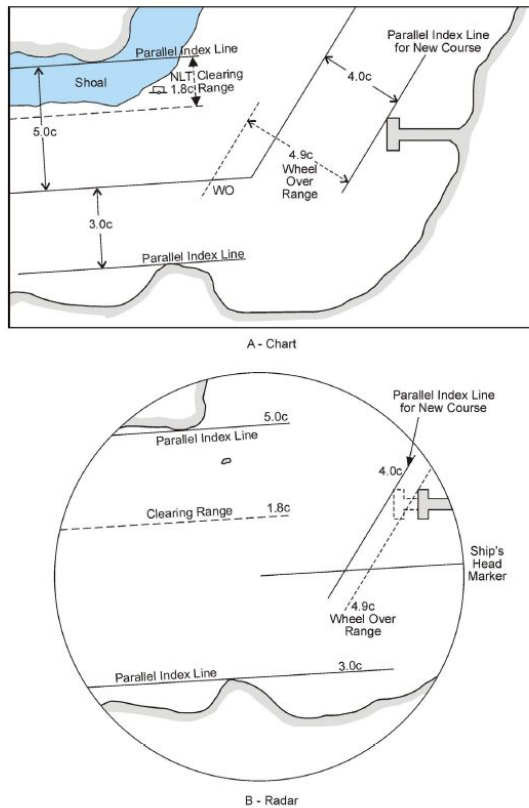 Parallel Index Line
for New Course
Parallel Index Line
Shoal
NLT Clearing
1.8c Range
4.0c
5.0c
4.9c
Wheel
Over
Range
WO
3.0c
Parallel Index Line
A - Chart
Parallel Index Line
for New Course
5.0c
Parallel Index Line
4.0c
Clearing Range
1.8c
Ship's
Head
Marker
4.9c
Wheel Over
Range
Parallel Index Line
3.0c
B - Radar